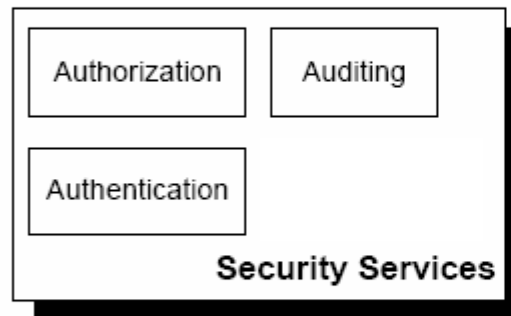 Authorization
Auditing
Authentication
Security Services